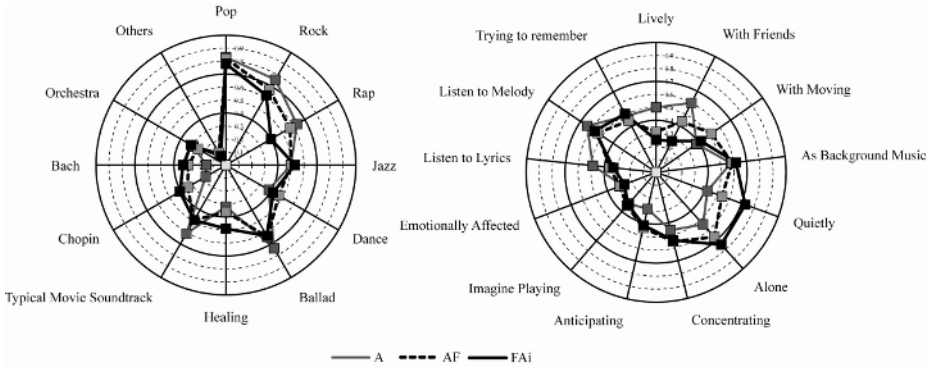 Pop
Others
Rock
Orchestra
Rap
Bach
Jazz
Chopin
Dance
Typical Movie Soundtrack
Ballad
Healing
Lively
Trying to remember
With Friends
Listen to Melody
With Moving
Listen to Lyrics
As Background Music
Emotionally Affected
Quietly
Imagine Playing
Alone
Anticipating
Concentrating
A
AF
FAi